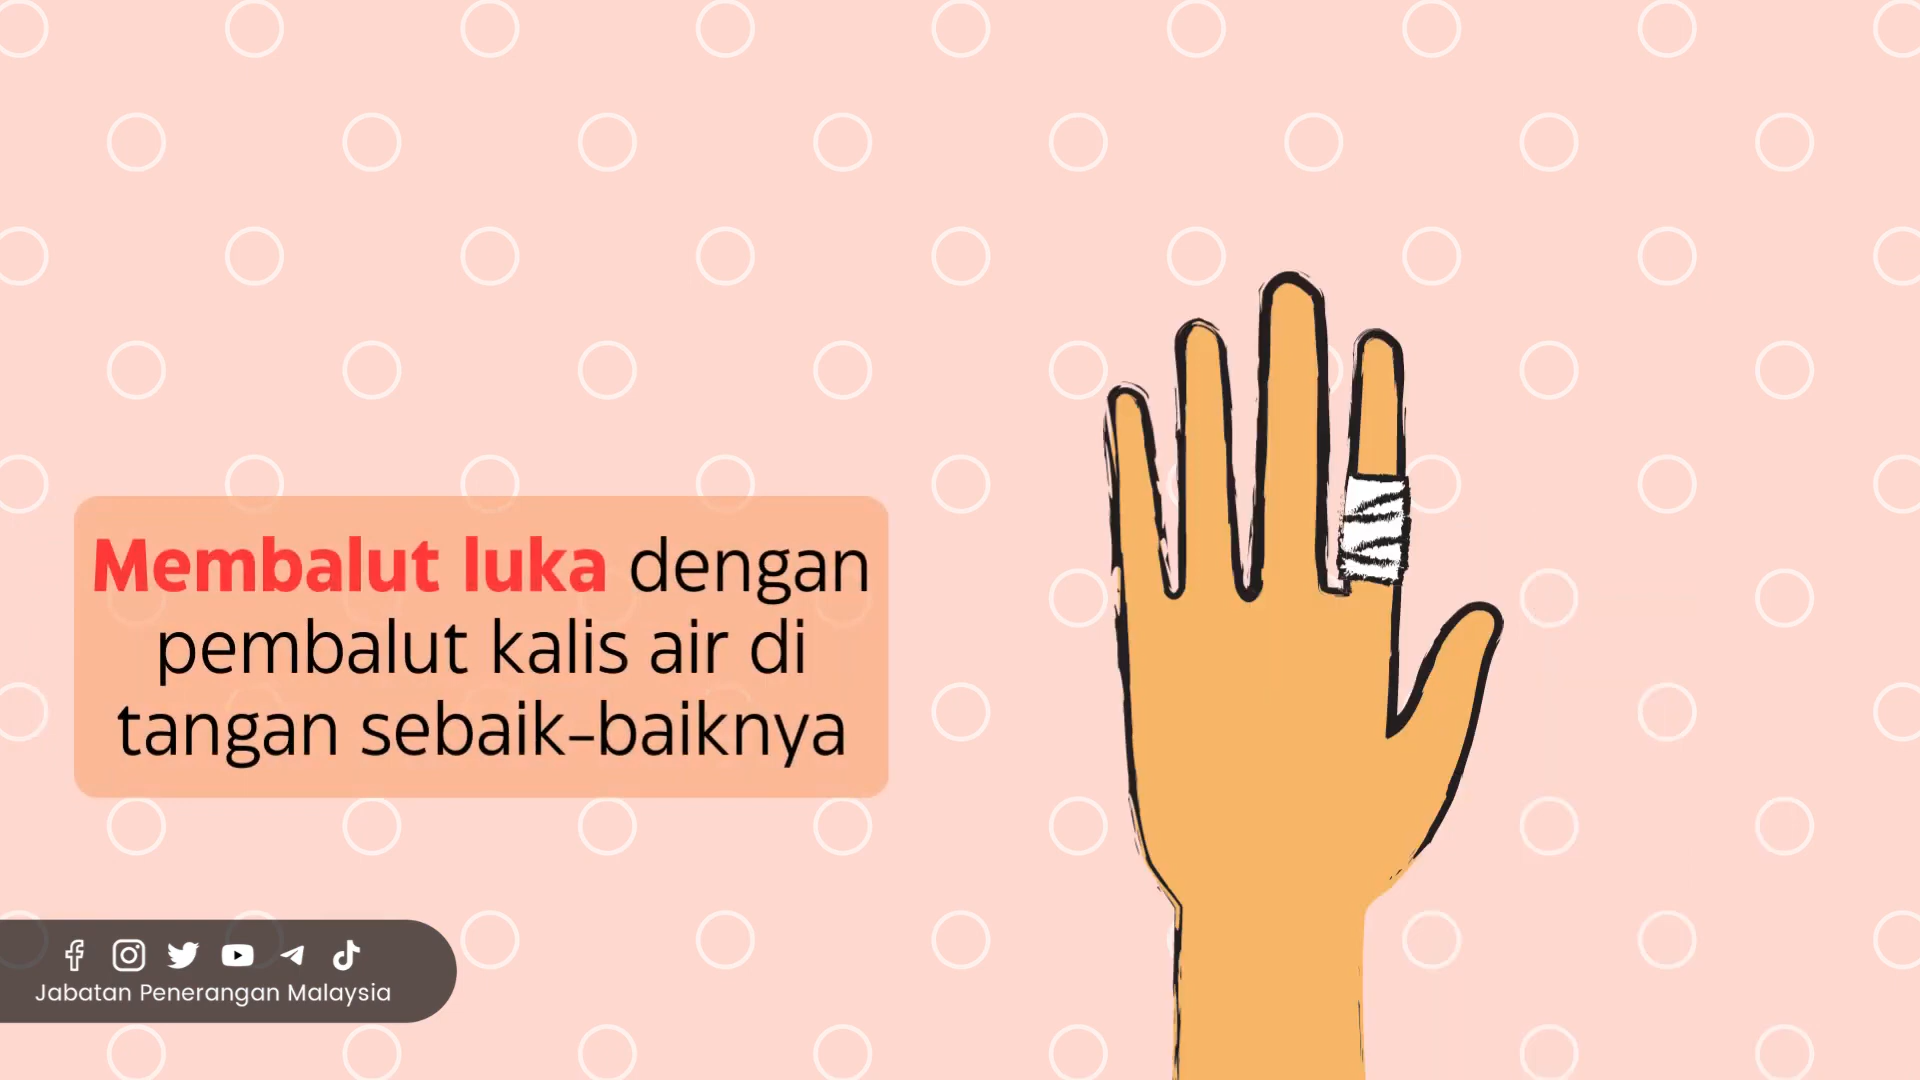 Membalut luka dengan
pembalut kalis air di
tangan sebaik-baiknya
Jabatan Penerangan Malaysia